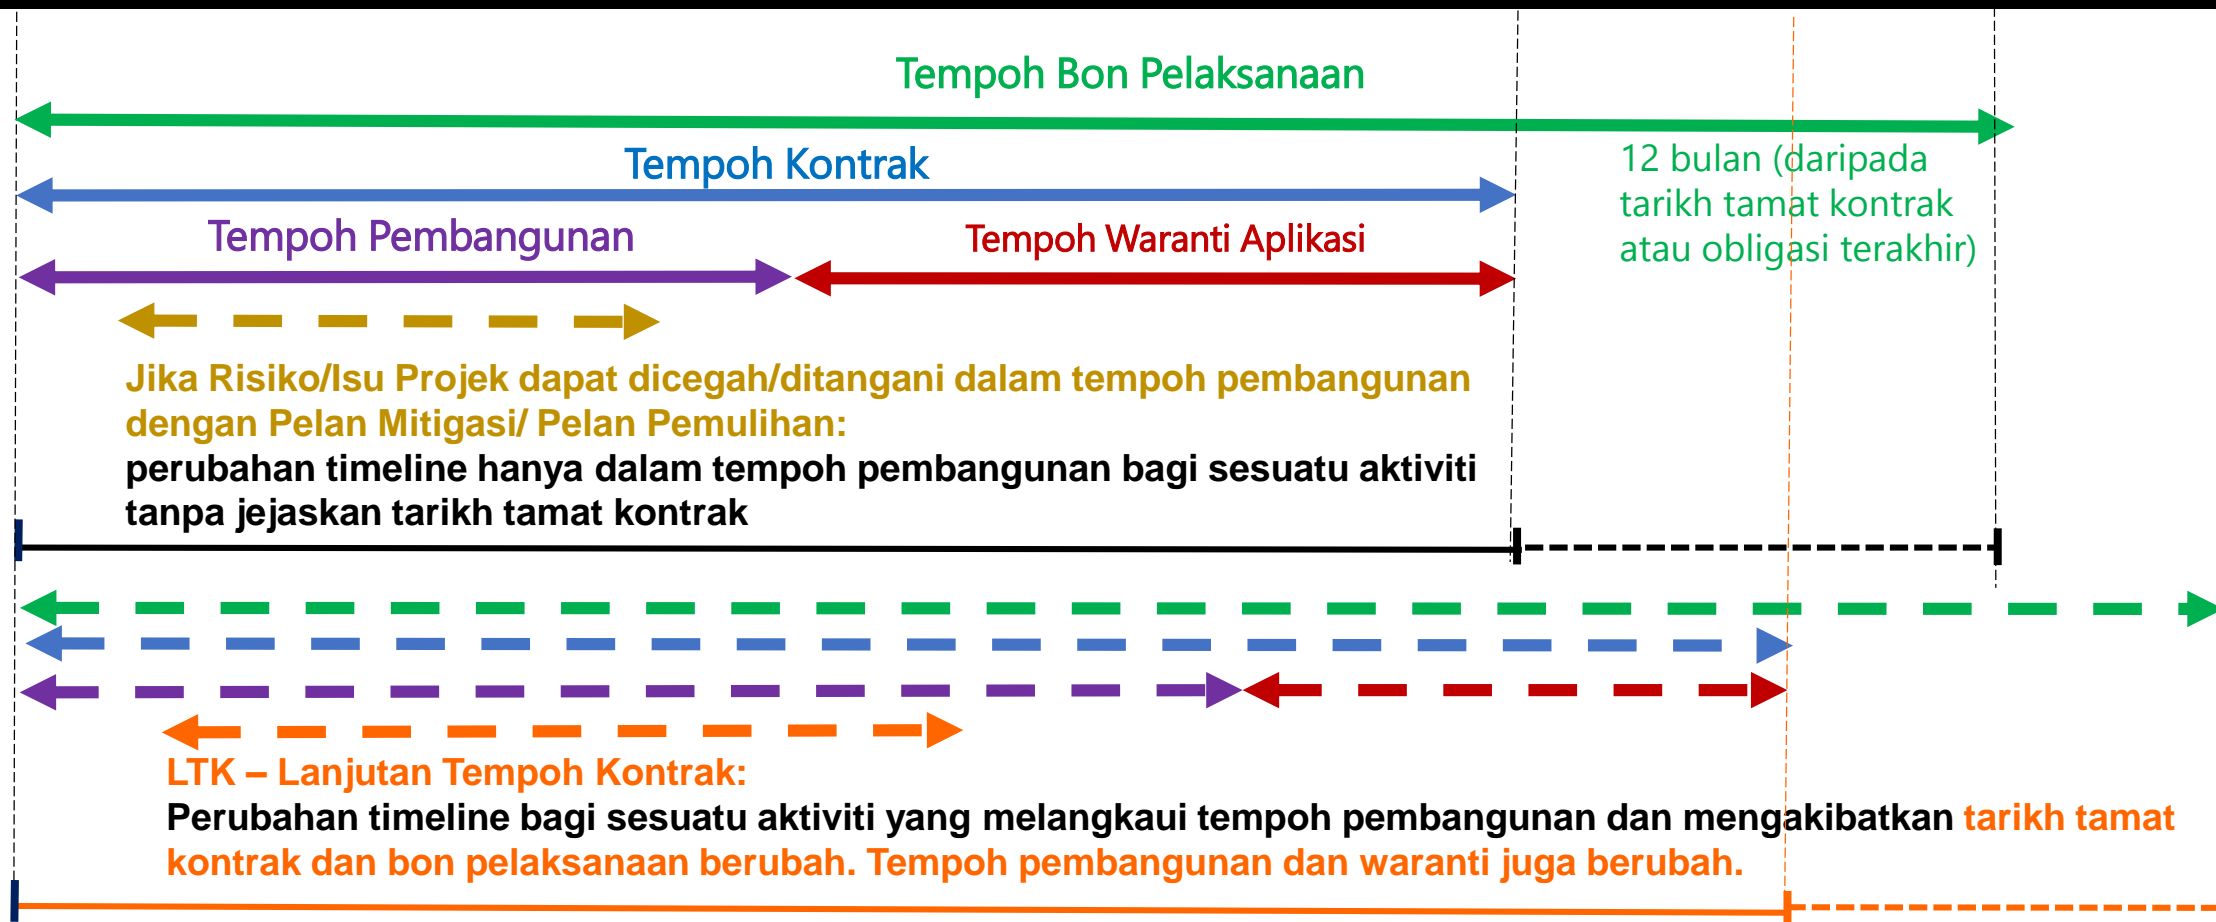 Tempoh Bon Pelaksanaan
Tempoh Kontrak
12 bulan (daripada
tarikh tamat kontrak
atau obligasi terakhir)
Tempoh Pembangunan
Tempoh Waranti Aplikasi
Jika Risiko/Isu Projek dapat dicegah/ditangani dalam tempoh pembangunan
dengan Pelan Mitigasi/ Pelan Pemulihan:
perubahan timeline hanya dalam tempoh pembangunan bagi sesuatu aktiviti
tanpa jejaskan tarikh tamat kontrak
LTK – Lanjutan Tempoh Kontrak:
Perubahan timeline bagi sesuatu aktiviti yang melangkaui tempoh pembangunan dan mengakibatkan tarikh tamat
kontrak dan bon pelaksanaan berubah. Tempoh pembangunan dan waranti juga berubah.